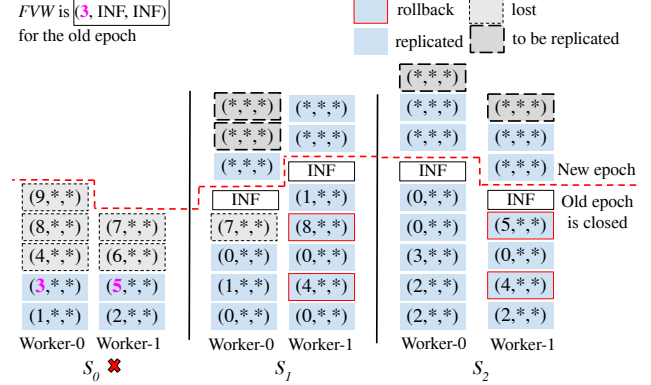 FVW is (3, INF, INF)
for the old epoch
rollback
lost
replicated
to be replicated
(9,*,*)
(8,*,*)
(4,*,*)
(3,*,*)
(1,*,*)
Worker-0
(7,*,*)
(6,*,*)
(5,*,*)
(2,*,*)
Worker-1
S0 ✖
(*,*,*)
(*,*,*)
(*,*,*)
INF
(7,*,*)
(0,*,*)
(1,*,*)
(0,*,*)
Worker-0
(*,*,*)
(*,*,*)
INF
(1,*,*)
(8,*,*)
(0,*,*)
(4,*,*)
(0,*,*)
Worker-1
S1
(*,*,*)
(*,*,*)
(*,*,*)
INF
(0,*,*)
(0,*,*)
(3,*,*)
(2,*,*)
(2,*,*)
Worker-0
(*,*,*)
(*,*,*)
(*,*,*)
INF
(5,*,*)
(0,*,*)
(4,*,*)
(2,*,*)
Worker-1
S2
New epoch
Old epoch
is closed